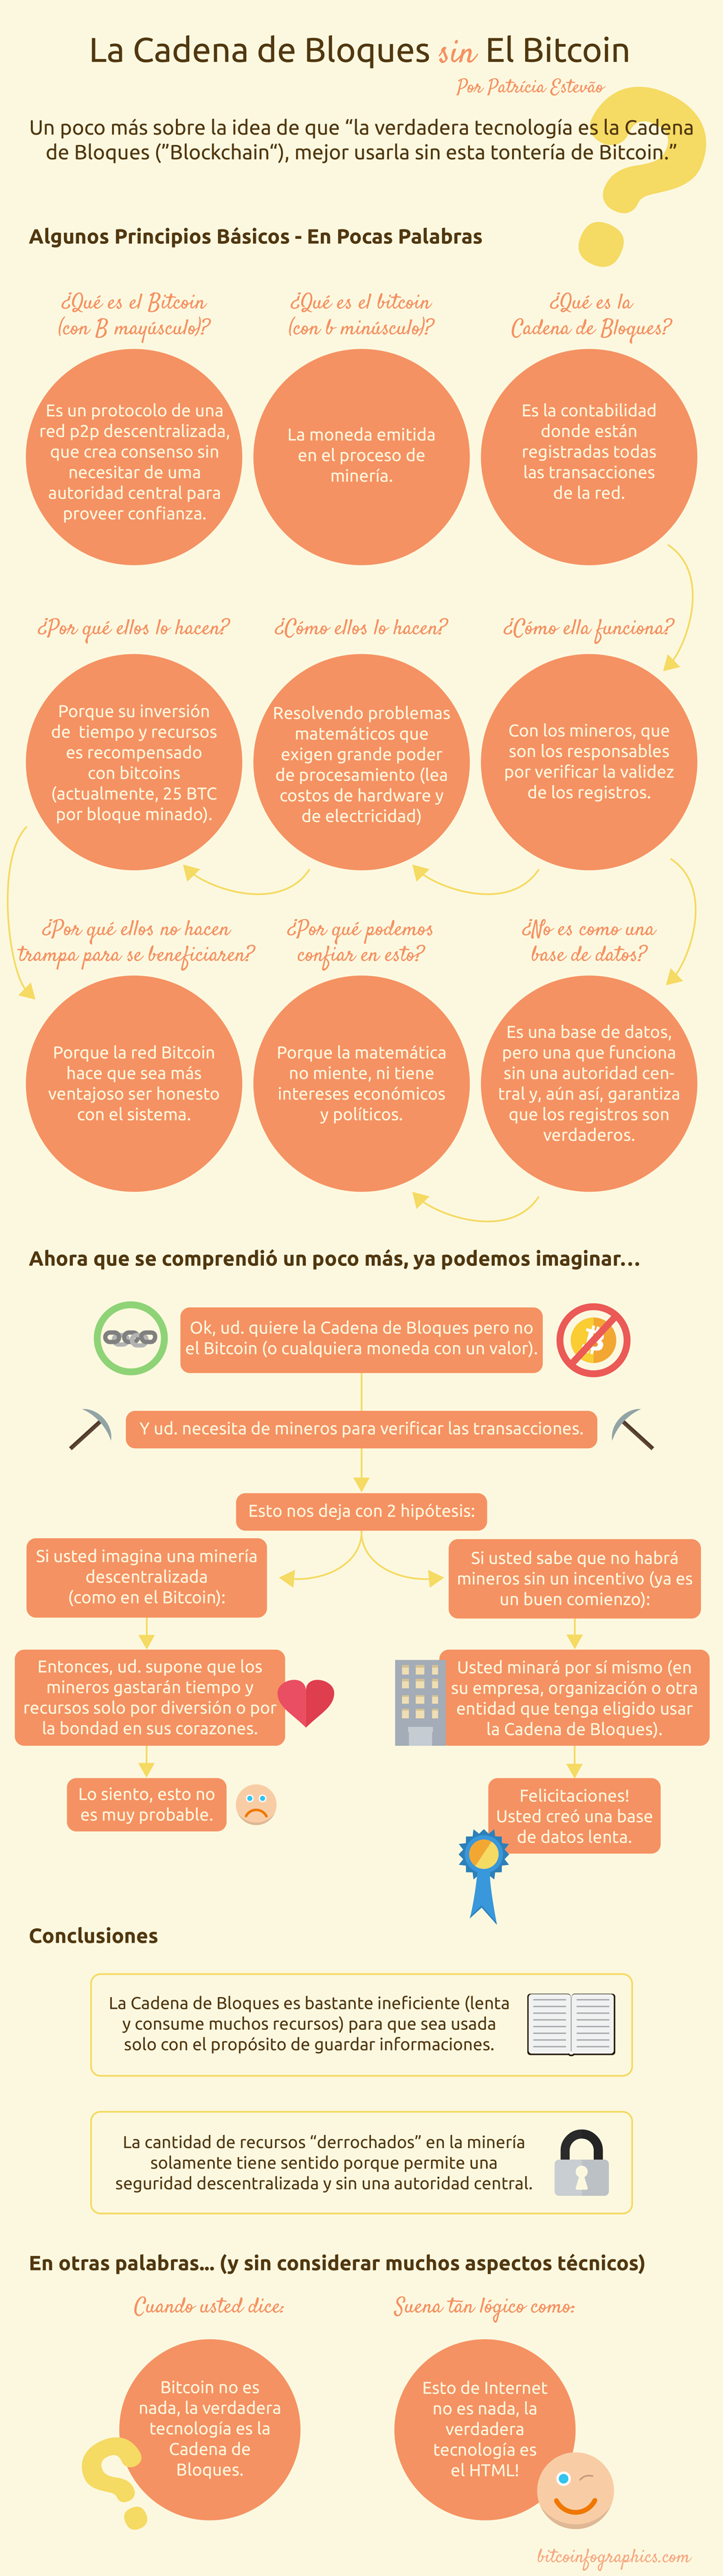 La Cadena de Bloques sin El Bitcoin
Por Patrícia Estevão
Un poco más sobre la idea de que “la verdadera tecnología es la Cadena
de Bloques (”Blockchain“), mejor usarla sin esta tontería de Bitcoin.”
Algunos Principios Básicos - En Pocas Palabras
¿Qué es el Bitcoin
(con B mayúsculo)?
Es un protocolo de una
red p2p descentralizada,
que crea consenso sin
necesitar de uma
autoridad central para
proveer confianza.
¿Qué es el bitcoin
(con b minúsculo)?
La moneda emitida
en el proceso de
minería.
¿Qué es la
Cadena de Bloques?
Es la contabilidad
donde están
registradas todas
las transacciones
de la red.
¿Por qué ellos lo hacen?
Porque su inversión
de tiempo y recursos
es recompensado
con bitcoins
(actualmente, 25 BTC
por bloque minado).
¿Cómo ellos lo hacen?
Resolvendo problemas
matemáticos que
exigen grande poder
de procesamiento (lea
costos de hardware y
de electricidad)
¿Cómo ella funciona?
Con los mineros, que
son los responsables
por verificar la validez
de los registros.
¿Por qué ellos no hacen
trampa para se beneficiaren?
Porque la red Bitcoin
hace que sea más
ventajoso ser honesto
con el sistema.
¿Por qué podemos
confiar en esto?
Porque la matemática
no miente, ni tiene
intereses económicos
y políticos.
¿No es como una
base de datos?
Es una base de datos,
pero una que funciona
sin una autoridad cen-
tral y, aún así, garantiza
que los registros son
verdaderos.
Ahora que se comprendió un poco más, ya podemos imaginar...
Ok, ud. quiere la Cadena de Bloques pero no
el Bitcoin (o cualquiera moneda con un valor).
Y ud. necesita de mineros para verificar las transacciones.
Esto nos deja con 2 hipótesis:
Si usted imagina una minería
descentralizada
(como en el Bitcoin):
Entonces, ud. supone que los
mineros gastarán tiempo y
recursos solo por diversión o por
la bondad en sus corazones.
Lo siento, esto no
es muy probable.
Si usted sabe que no habrá
mineros sin un incentivo (ya es
un buen comienzo):
Usted minará por sí mismo (en
su empresa, organización o otra
entidad que tenga eligido usar
la Cadena de Bloques).
Felicitaciones!
Usted creó una base
de datos lenta.
Conclusiones
La Cadena de Bloques es bastante ineficiente (lenta
y consume muchos recursos) para que sea usada
solo con el propósito de guardar informaciones.
La cantidad de recursos “derrochados” en la minería
solamente tiene sentido porque permite una
seguridad descentralizada y sin una autoridad central.
En otras palabras... (y sin considerar muchos aspectos técnicos)
Cuando usted dice:
Bitcoin no es
nada, la verdadera
tecnología es la
Cadena de
Bloques.
Suena tan lógico como:
Esto de Internet
no es nada, la
verdadera
tecnología es
el HTML!
bitcoinfographics.com